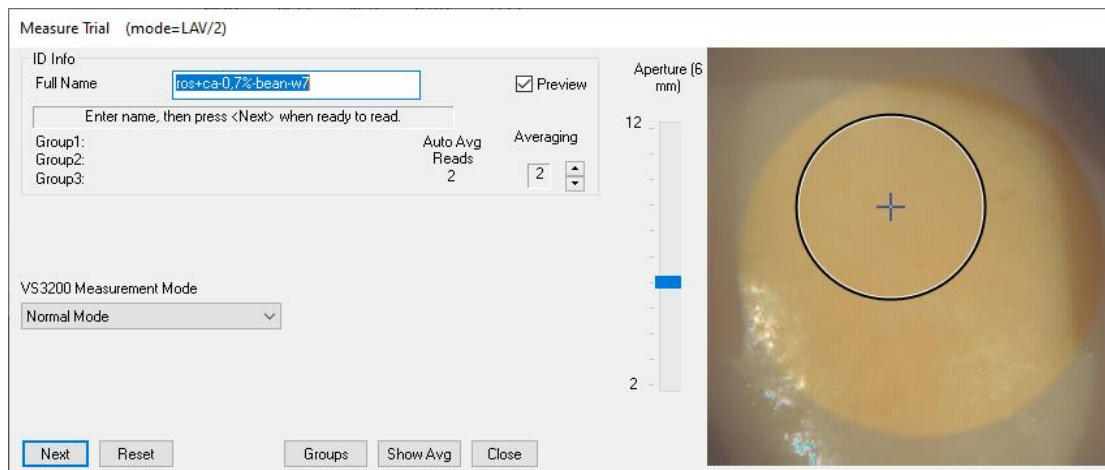 Measure Trial (mode=LAV/2)
ID Info
Full Name ros+ca-0,7%-bean-w7
Preview
Enter name, then press <Next> when ready to read.
Group1:
Group2:
Group3:
Auto Avg
Reads
2
Averaging
2
VS3200 Measurement Mode
Normal Mode
Aperture (6
mm)
12
2
Next Reset Groups Show Avg Close